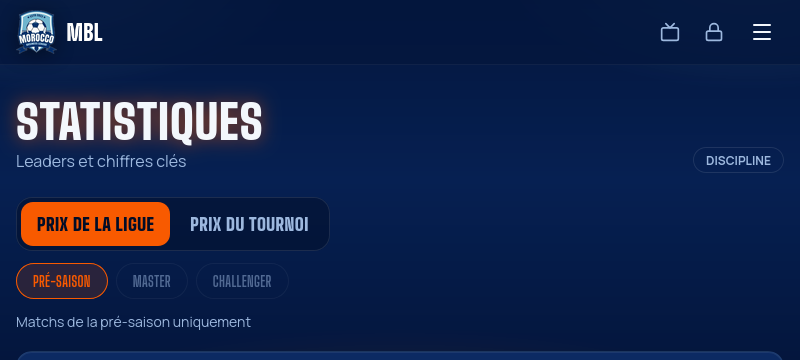 MOROCCO
MBL
STATISTIQUES
Leaders et chiffres clés
DISCIPLINE
PRIX DE LA LIGUE
PRIX DU TOURNOI
PRÉ-SAISON
MASTER
CHALLENGER
Matchs de la pré-saison uniquement